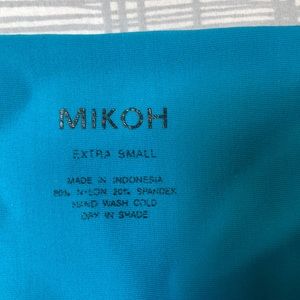 MIKOH
EXTRA SMALL
MADE IN INDONESIA
80% NYLON 20% SPANDEX
HAND WASH COLD
DRY IN SHADE